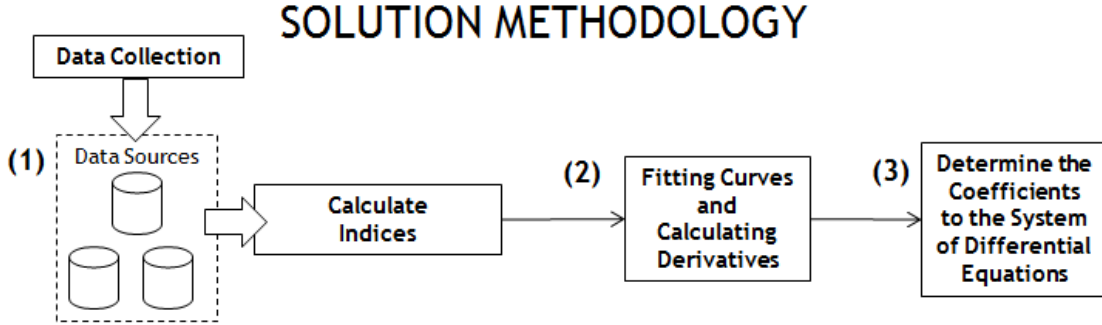 SOLUTION METHODOLOGY
Data Collection
(1)
Data Sources
Calculate
Indices
(2)
Fitting Curves
and
Calculating
Derivatives
(3)
Determine the
Coefficients
to the System
of Differential
Equations